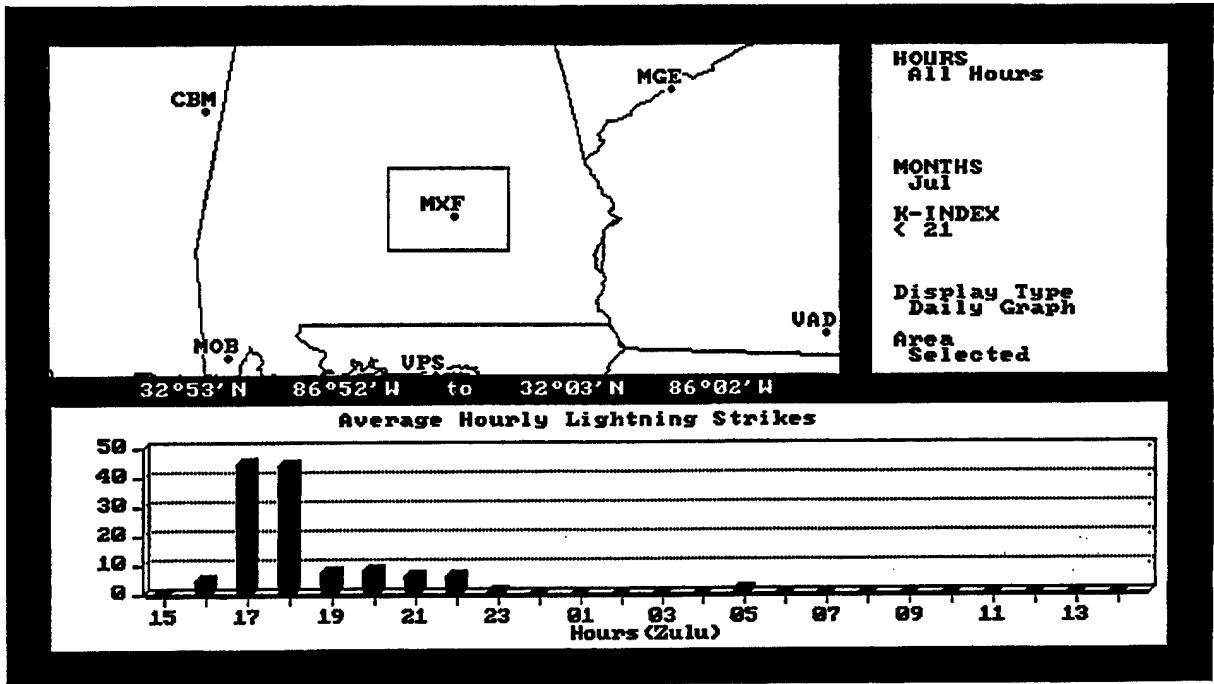 CBM
MGE
MXF
MOB
VPS
VAD
32°53'N 86°52'W to 32°03'N 86°02'W
HOURS
All Hours
MONTHS
Jul
K-INDEX
< 21
Display Type
Daily Graph
Area
Selected
Average Hourly Lightning Strikes
50
40
30
20
10
0
15 17 19 21 23 01 03 05 07 09 11 13
Hours(Zulu)